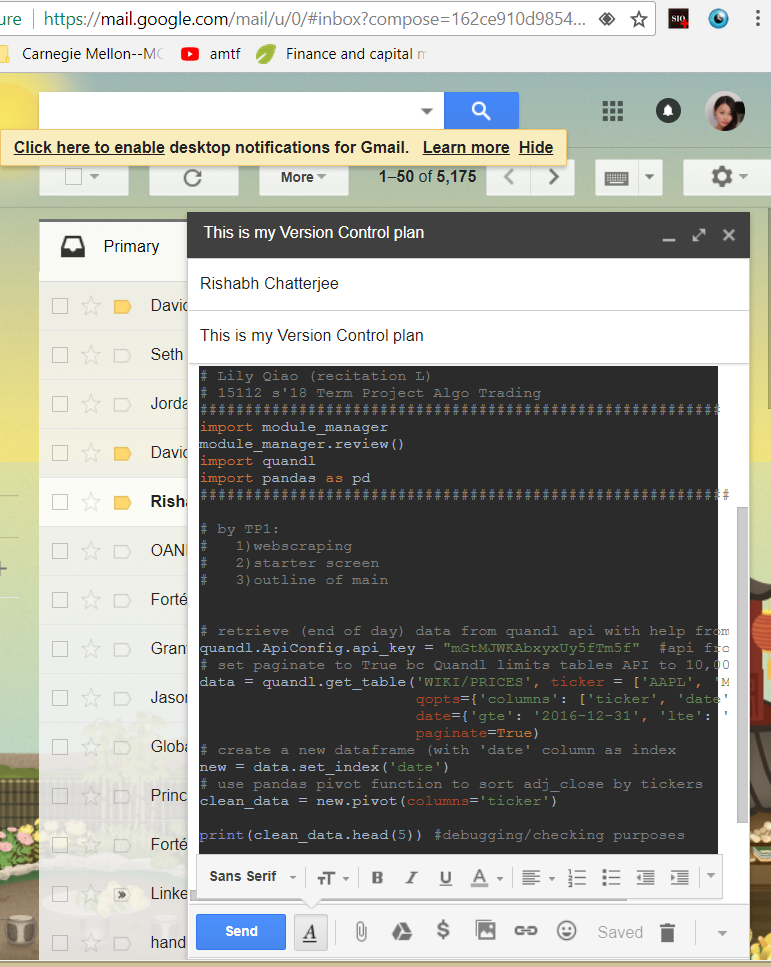 ure https://mail.google.com/mail/u/0/#inbox?compose=162ce910d9854...
SIQ
Carnegie Mellon--MC amtf Finance and capital m
Click here to enable desktop notifications for Gmail. Learn more Hide
More 1–50 of 5,175
Primary
This is my Version Control plan
Rishabh Chatterjee
This is my Version Control plan
David
Seth
Jorda
David
Risha
OAN
Forté
Gran
Jaso
Globa
Princ
Forté
Linke
hand
# Lily Qiao (recitation L)
# 15112 s'18 Term Project Algo Trading
###########################################################
import module_manager
module_manager.review()
import quandl
import pandas as pd
############################################################
# by TP1:
#   1)webscraping
#   2)starter screen
#   3)outline of main
# retrieve (end of day) data from quandl api with help from
quandl.ApiConfig.api_key = "mGtMJWKAbxyxUy5fTm5f"  #api fro
# set paginate to True bc Quandl limits tables API to 10,00
data = quandl.get_table('WIKI/PRICES', ticker = ['AAPL', 'M
qopts={'columns': ['ticker', 'date'
date={'gte': '2016-12-31', 'lte': '
paginate=True)
# create a new dataframe (with 'date' column as index
new = data.set_index('date')
# use pandas pivot function to sort adj_close by tickers
clean_data = new.pivot(columns='ticker')
print(clean_data.head(5)) #debugging/checking purposes
Sans Serif TT B I U A
Send A $ Saved